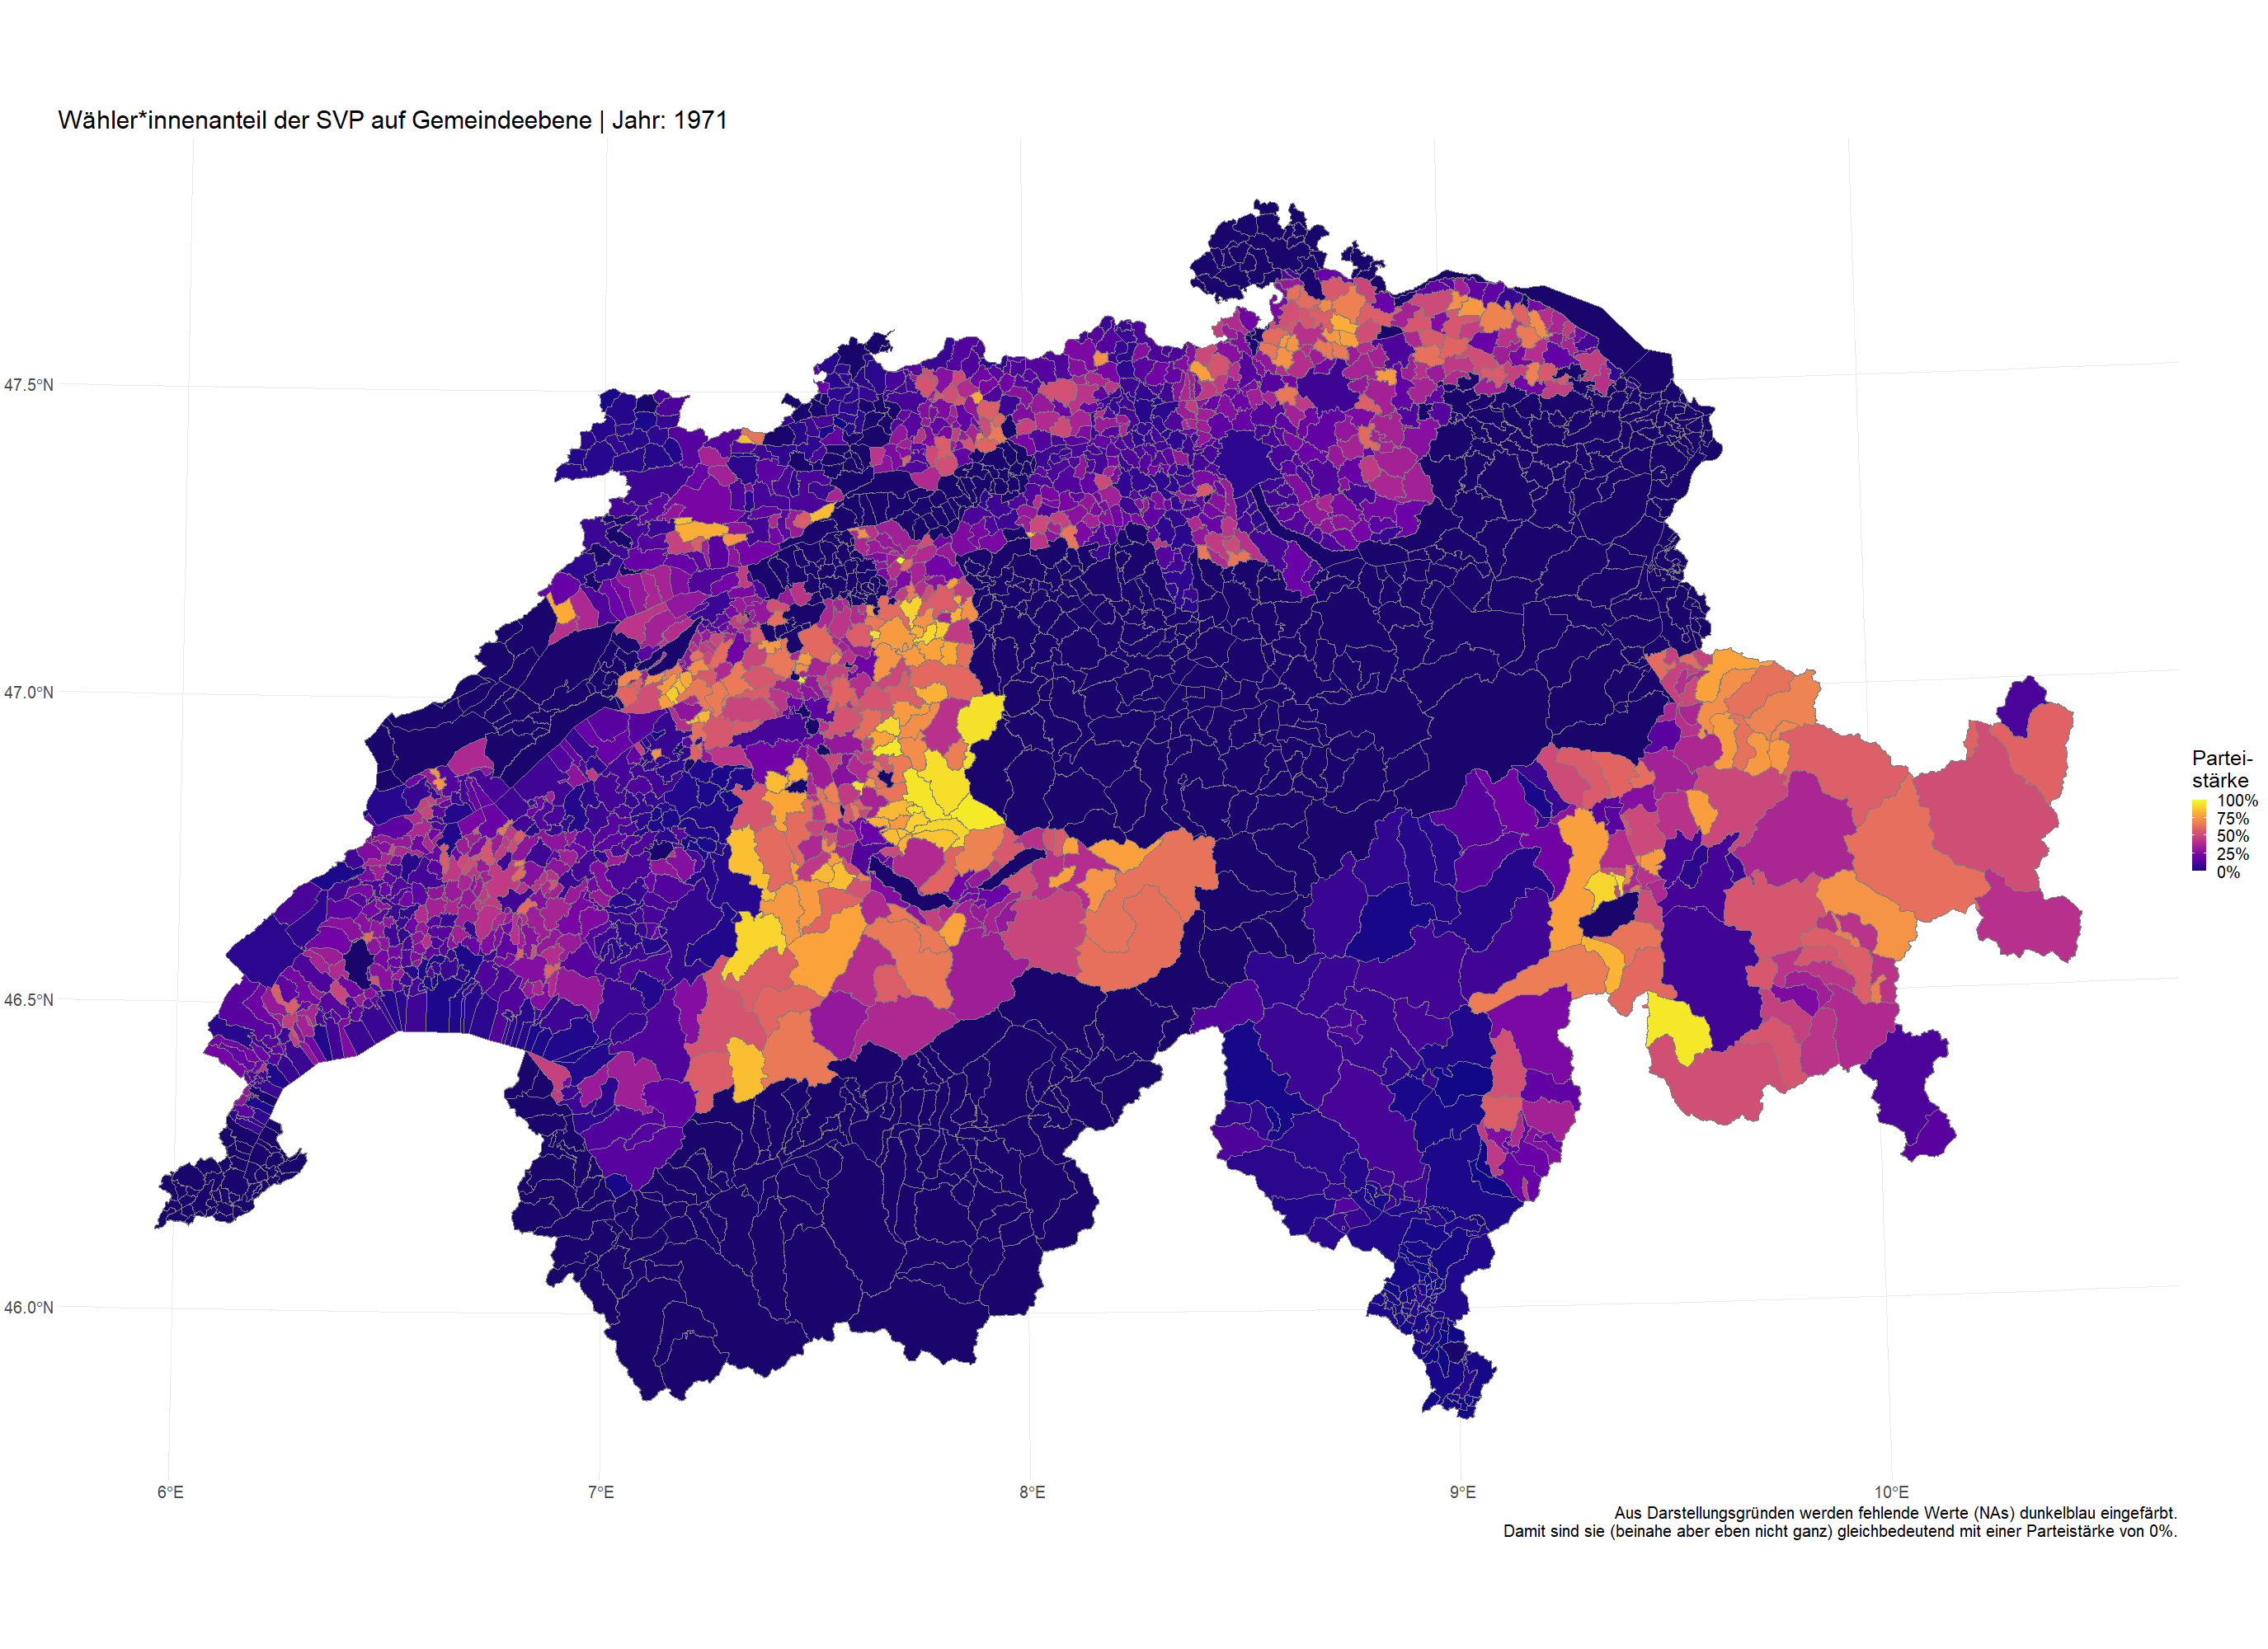 Wähler*innenanteil der SVP auf Gemeindeebene | Jahr: 1971
47.5°N
47.0°N
46.5°N
46.0°N
6°E
7°E
8°E
9°E
10°E
Partei-
stärke
100%
75%
50%
25%
0%
Aus Darstellungsgründen werden fehlende Werte (NAs) dunkelblau eingefärbt.
Damit sind sie (beinahe aber eben nicht ganz) gleichbedeutend mit einer Parteistärke von 0%.